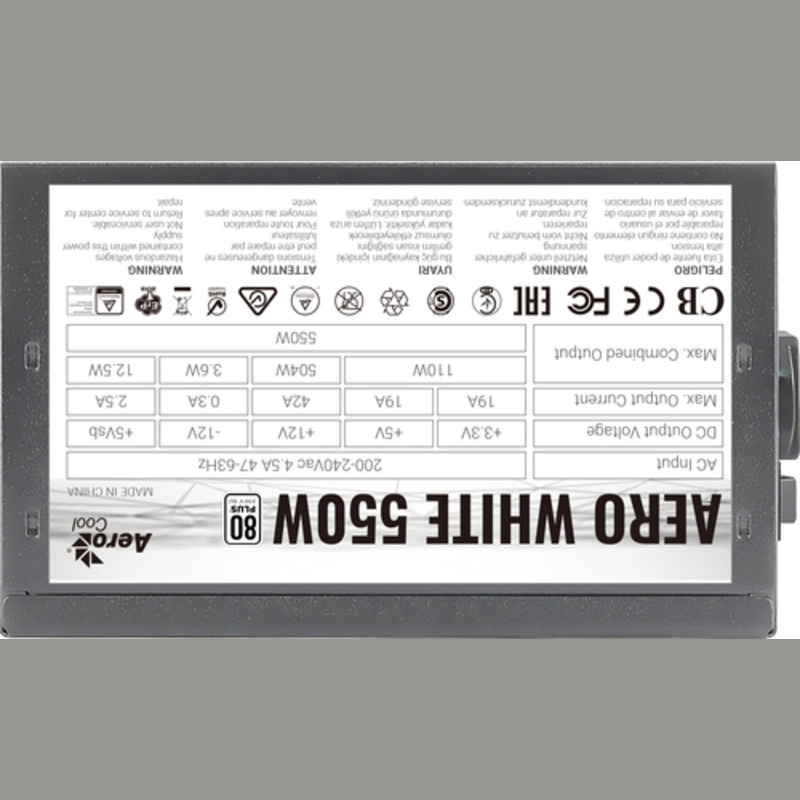 AERO WHITE 550W
80
PLUS
230 V EU
Aero
Cool
MADE IN CHINA
AC Input
200-240Vac 4.5A 47-63Hz
DC Output Voltage
+3.3V
+5V
+12V
-12V
+5Vsb
Max. Output Current
19A
19A
42A
0.3A
2.5A
Max. Combined Output
110W
504W
3.6W
12.5W
550W
CB CE FC EAC
PELIGRO
Esta fuente de poder utiliza
alta tension.
No contiene ningun elemento
reparable por el usuario
favor de enviar al centro de
servicio para su reparacion.
WARNING
Netzteil unter gefahrlicher
spannung
Nicht vom benutzer zu
reparieren.
Zur reparatur an
kundendienst zurucksenden.
UYARI
Bu güç kaynağının içindeki
gerilim insan sağlığını
olumsuz etkileyebilecek
kadar yüksektir. Lütfen arıza
durumunda ürünü yetkili
servise gönderiniz.
ATTENTION
Tensions dangereuses ne
peut etre repare par
lutilisateur.
Pour toute reparation
renvoyer au service apres
vente.
WARNING
Hazardous voltages
contained within this power
supply.
Not user serviceable.
Return to service center for
repair.